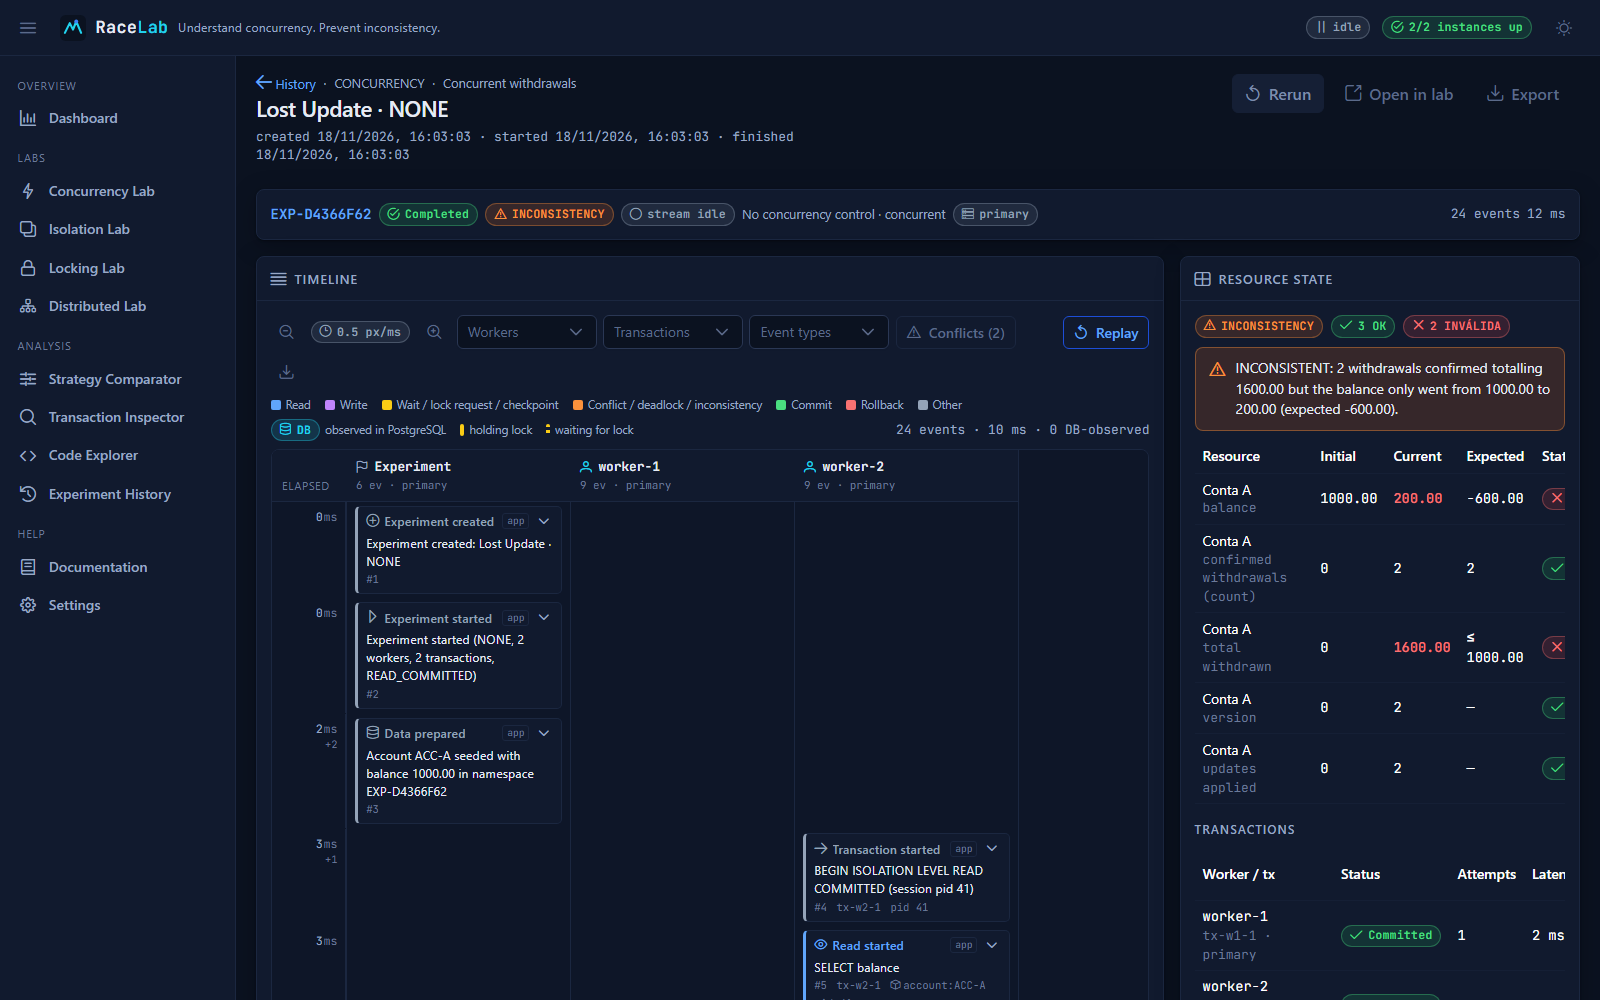 RaceLab Understand concurrency. Prevent inconsistency.
idle
2/2 instances up
OVERVIEW
Dashboard
LABS
Concurrency Lab
Isolation Lab
Locking Lab
Distributed Lab
ANALYSIS
Strategy Comparator
Transaction Inspector
Code Explorer
Experiment History
HELP
Documentation
Settings
History · CONCURRENCY · Concurrent withdrawals
Lost Update · NONE
created 18/11/2026, 16:03:03 · started 18/11/2026, 16:03:03 · finished
18/11/2026, 16:03:03
Rerun
Open in lab
Export
EXP-D4366F62 Completed INCONSISTENCY stream idle No concurrency control · concurrent primary
24 events 12 ms
TIMELINE
0.5 px/ms
Workers
Transactions
Event types
Conflicts (2)
Replay
Read Write Wait / lock request / checkpoint Conflict / deadlock / inconsistency Commit Rollback Other
DB observed in PostgreSQL holding lock waiting for lock
24 events · 10 ms · 0 DB-observed
ELAPSED
Experiment
6 ev · primary
worker-1
9 ev · primary
worker-2
9 ev · primary
0ms
Experiment created app
Experiment created: Lost Update ·
NONE
#1
0ms
Experiment started app
Experiment started (NONE, 2
workers, 2 transactions,
READ_COMMITTED)
#2
2ms
+2
Data prepared app
Account ACC-A seeded with
balance 1000.00 in namespace
EXP-D4366F62
#3
3ms
+1
Transaction started app
BEGIN ISOLATION LEVEL READ
COMMITTED (session pid 41)
#4 tx-w2-1 pid 41
3ms
Read started app
SELECT balance
#5 tx-w2-1 account:ACC-A
RESOURCE STATE
INCONSISTENCY 3 OK 2 INVÁLIDA
INCONSISTENT: 2 withdrawals confirmed totalling
1600.00 but the balance only went from 1000.00 to
200.00 (expected -600.00).
Resource Initial Current Expected Stat
Conta A
balance
1000.00 200.00 -600.00
Conta A
confirmed
withdrawals
(count)
0 2 2
Conta A
total
withdrawn
0 1600.00 ≤
1000.00
Conta A
version
0 2 —
Conta A
updates
applied
0 2 —
TRANSACTIONS
Worker / tx Status Attempts Laten
worker-1
tx-w1-1 ·
primary
Committed 1 2 ms
worker-2